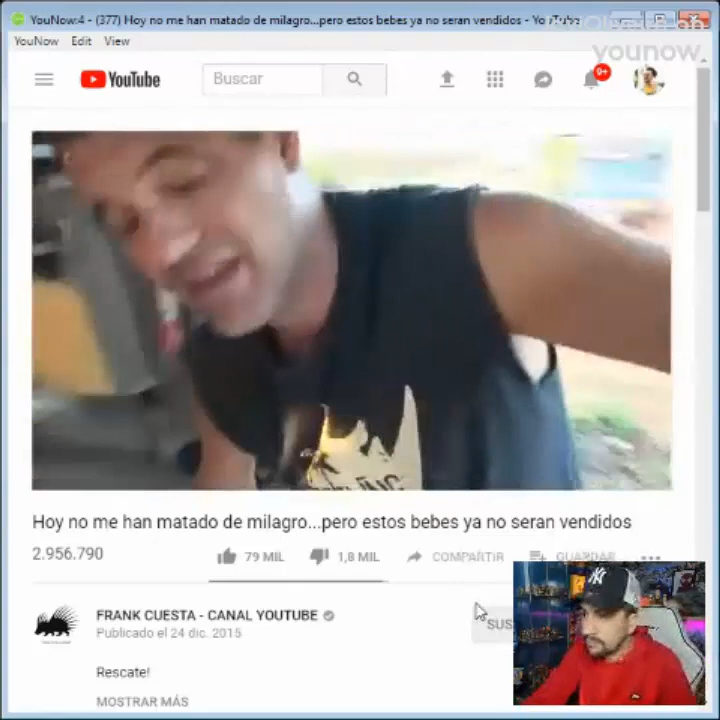 YouNow:4 - (377) Hoy no me han matado de milagro...pero estos bebes ya no seran vendidos - YouTube
younow
YouNow Edit View
YouTube
Buscar
9+
Hoy no me han matado de milagro...pero estos bebes ya no seran vendidos
2.956.790
79 MIL
1,8 MIL
COMPARTIR
GUARDAR
FRANK CUESTA - CANAL YOUTUBE
SUS
Publicado el 24 dic. 2015
Rescate!
MOSTRAR MÁS